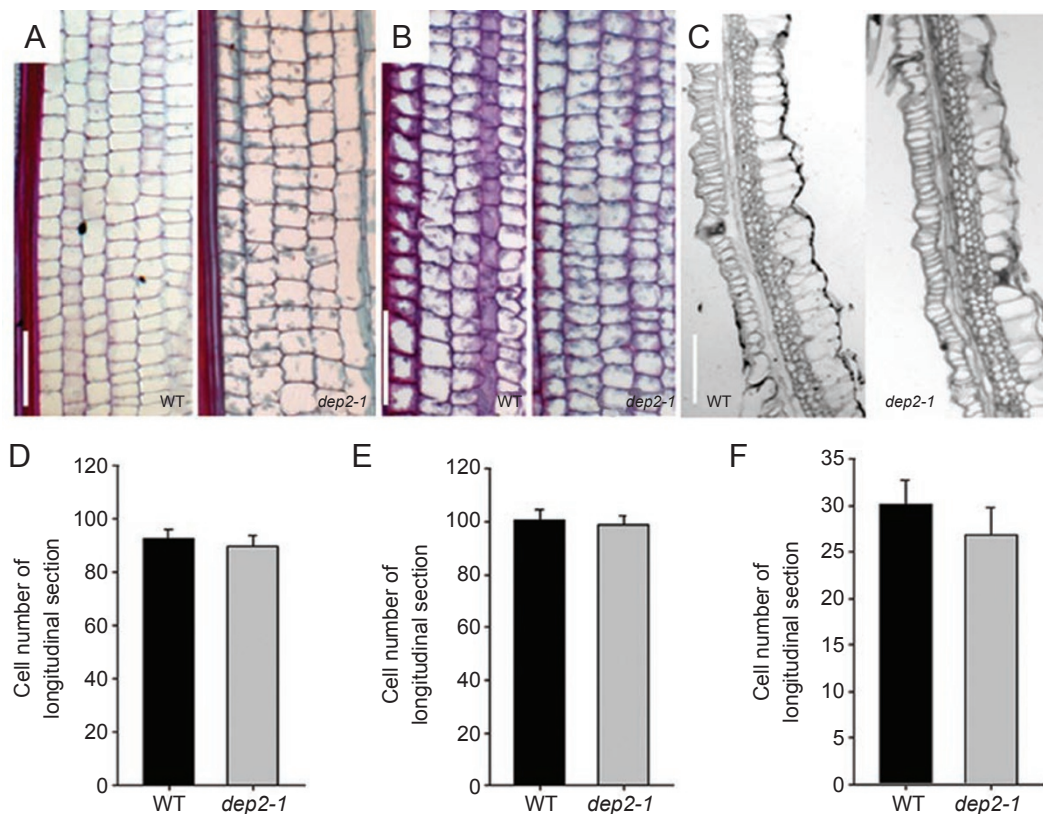 A
B
C
WT
dep2-1
WT
dep2-1
WT
dep2-1
D
E
F
Cell number of
longitudinal section
120
100
80
60
40
20
0
WT
dep2-1
Cell number of
longitudinal section
120
100
80
60
40
20
0
WT
dep2-1
Cell number of
longitudinal section
35
30
25
20
15
10
5
0
WT
dep2-1